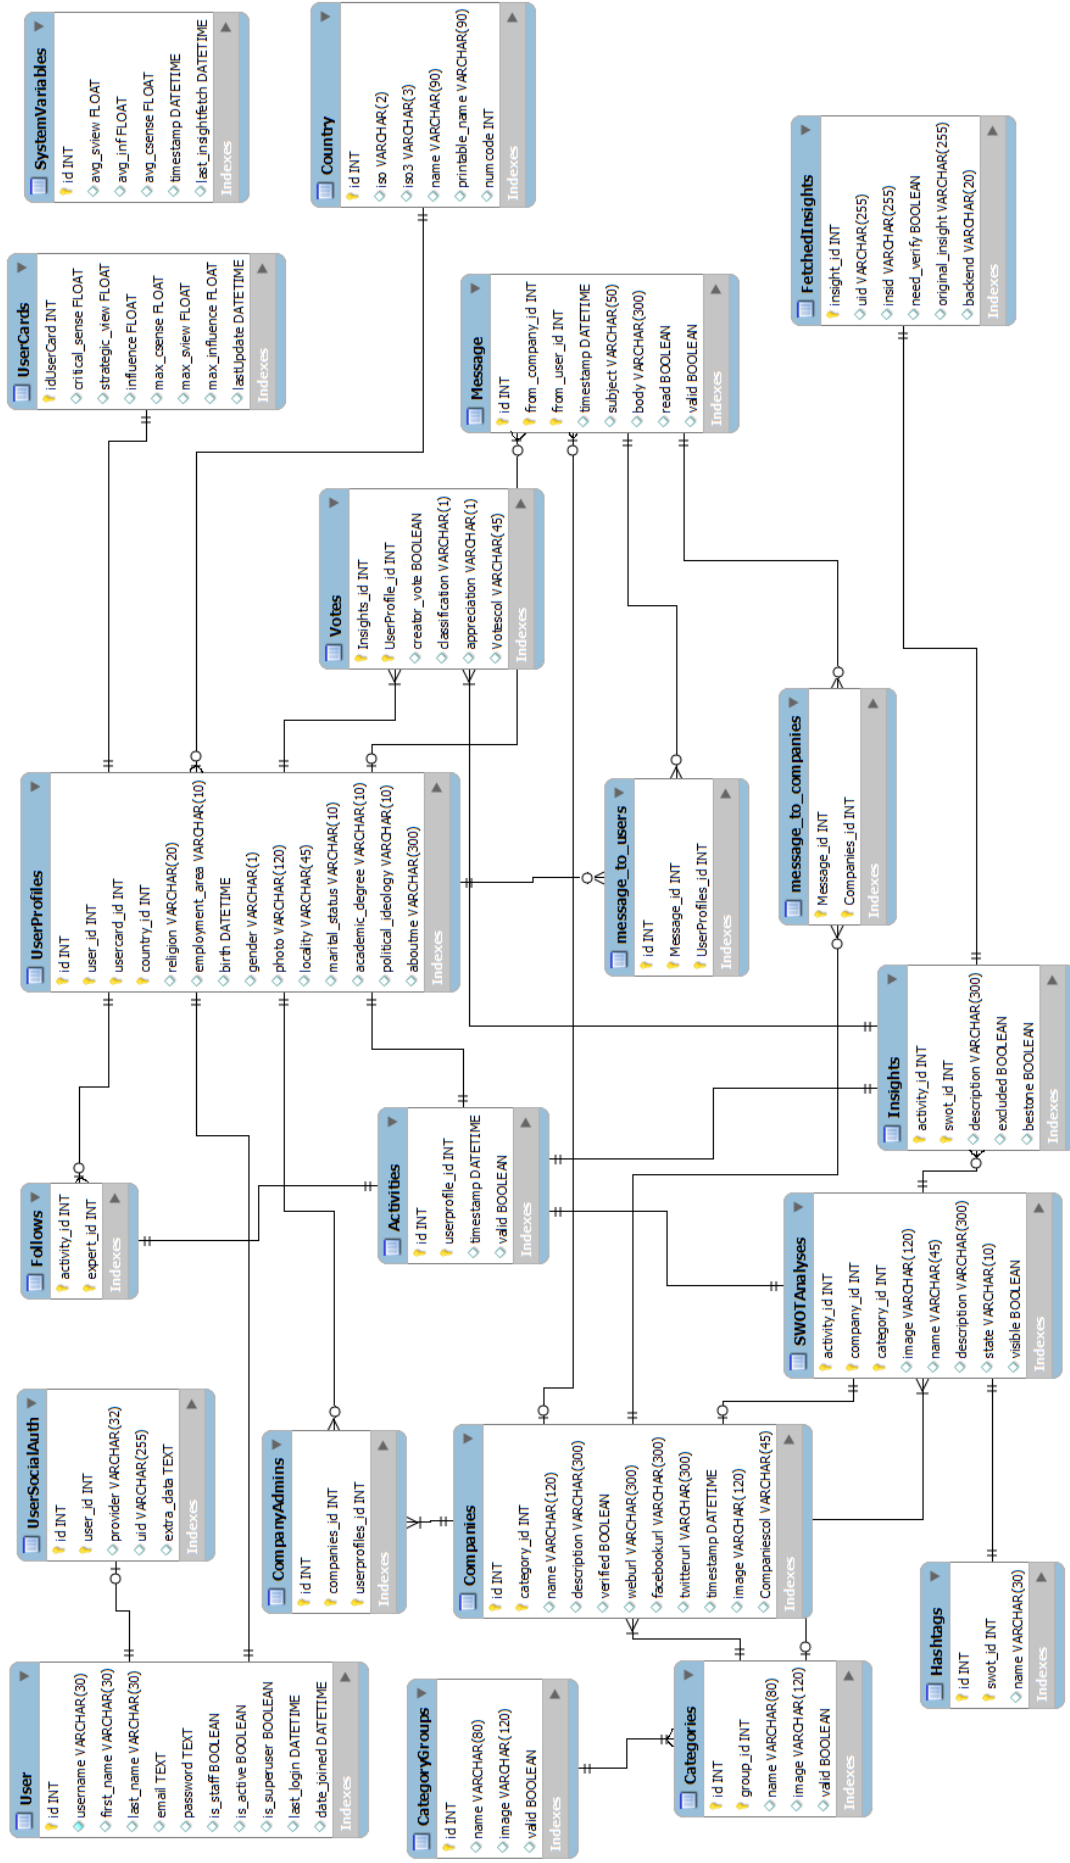 User
id INT
username VARCHAR(30)
first_name VARCHAR(30)
last_name VARCHAR(30)
email TEXT
password TEXT
is_staff BOOLEAN
is_active BOOLEAN
is_superuser BOOLEAN
last_login DATETIME
date_joined DATETIME
Indexes
UserSocialAuth
id INT
user_id INT
provider VARCHAR(32)
uid VARCHAR(255)
extra_data TEXT
Indexes
Follows
activity_id INT
expert_id INT
Indexes
UserProfiles
id INT
user_id INT
usercard_id INT
country_id INT
religion VARCHAR(20)
employment_area VARCHAR(10)
birth DATETIME
gender VARCHAR(1)
photo VARCHAR(120)
locality VARCHAR(45)
marital_status VARCHAR(10)
academic_degree VARCHAR(10)
political_ideology VARCHAR(10)
aboutme VARCHAR(300)
Indexes
UserCards
idUserCard INT
critical_sense FLOAT
strategic_view FLOAT
influence FLOAT
max_csense FLOAT
max_sview FLOAT
max_influence FLOAT
lastUpdate DATETIME
Indexes
SystemVariables
id INT
avg_sview FLOAT
avg_inf FLOAT
avg_csense FLOAT
timestamp DATETIME
last_insightfetch DATETIME
Indexes
CompanyAdmins
id INT
companies_id INT
userprofiles_id INT
Indexes
Activities
id INT
userprofile_id INT
timestamp DATETIME
valid BOOLEAN
Indexes
Votes
Insights_id INT
UserProfile_id INT
creator_vote BOOLEAN
classification VARCHAR(1)
appreciation VARCHAR(1)
Votescol VARCHAR(45)
Indexes
Country
id INT
iso VARCHAR(2)
iso3 VARCHAR(3)
name VARCHAR(90)
printable_name VARCHAR(90)
numcode INT
Indexes
CategoryGroups
id INT
name VARCHAR(80)
image VARCHAR(120)
valid BOOLEAN
Indexes
Companies
id INT
category_id INT
name VARCHAR(120)
description VARCHAR(300)
verified BOOLEAN
weburl VARCHAR(300)
facebookurl VARCHAR(300)
twitterurl VARCHAR(300)
timestamp DATETIME
image VARCHAR(120)
Companiescol VARCHAR(45)
Indexes
message_to_users
id INT
Message_id INT
UserProfiles_id INT
Indexes
Message
id INT
from_company_id INT
from_user_id INT
timestamp DATETIME
subject VARCHAR(50)
body VARCHAR(300)
read BOOLEAN
valid BOOLEAN
Indexes
Categories
id INT
group_id INT
name VARCHAR(80)
image VARCHAR(120)
valid BOOLEAN
Indexes
SWOTAnalyses
activity_id INT
company_id INT
category_id INT
image VARCHAR(120)
name VARCHAR(45)
description VARCHAR(300)
state VARCHAR(10)
visible BOOLEAN
Indexes
message_to_companies
Message_id INT
Companies_id INT
Indexes
FetchedInsights
insight_id INT
uid VARCHAR(255)
insid VARCHAR(255)
need_verify BOOLEAN
original_insight VARCHAR(255)
backend VARCHAR(20)
Indexes
Hashtags
id INT
swot_id INT
name VARCHAR(30)
Indexes
Insights
activity_id INT
swot_id INT
description VARCHAR(300)
excluded BOOLEAN
bestone BOOLEAN
Indexes